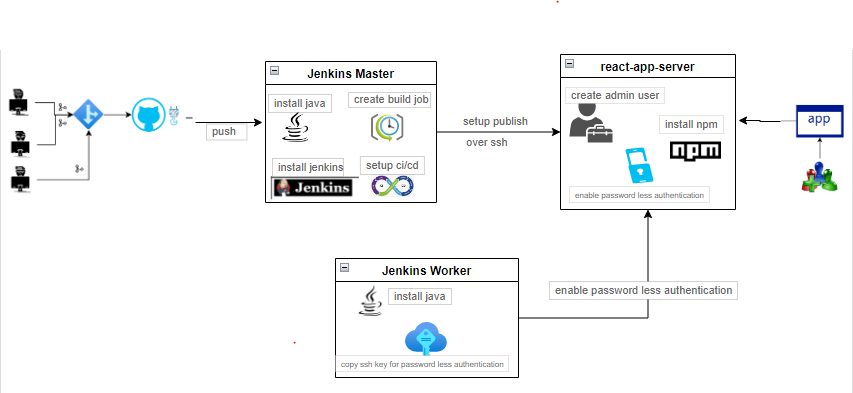 Jenkins Master
install java
create build job
install jenkins
setup ci/cd
Jenkins
push
setup publish
over ssh
react-app-server
create admin user
install npm
npm
enable password less authentication
app
Jenkins Worker
install java
copy ssh key for password less authentication
enable password less authentication